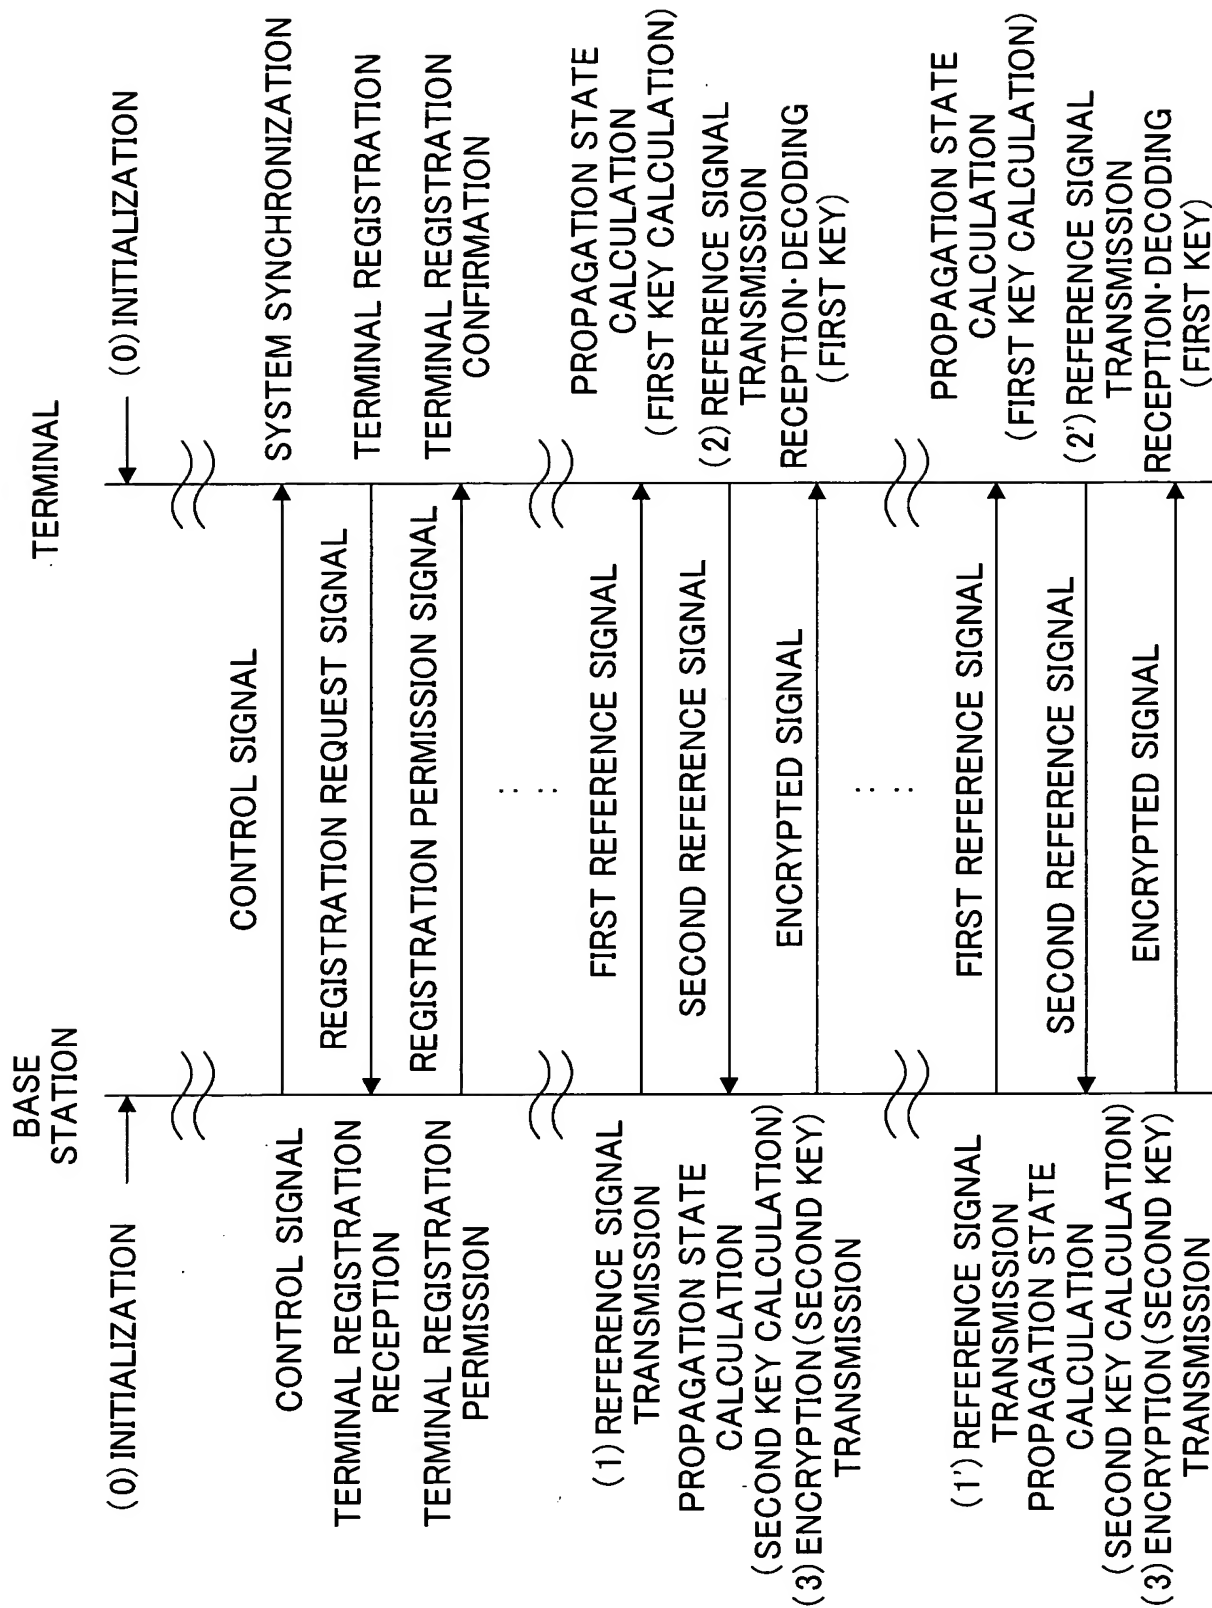 BASE
STATION
TERMINAL
(0) INITIALIZATION
(0) INITIALIZATION
CONTROL SIGNAL
CONTROL SIGNAL
SYSTEM SYNCHRONIZATION
TERMINAL REGISTRATION
RECEPTION
REGISTRATION REQUEST SIGNAL
TERMINAL REGISTRATION
TERMINAL REGISTRATION
PERMISSION
REGISTRATION PERMISSION SIGNAL
TERMINAL REGISTRATION
CONFIRMATION
(1) REFERENCE SIGNAL
TRANSMISSION
FIRST REFERENCE SIGNAL
PROPAGATION STATE
CALCULATION
(FIRST KEY CALCULATION)
PROPAGATION STATE
CALCULATION
(SECOND KEY CALCULATION)
SECOND REFERENCE SIGNAL
(2) REFERENCE SIGNAL
TRANSMISSION
(3) ENCRYPTION(SECOND KEY)
TRANSMISSION
ENCRYPTED SIGNAL
RECEPTION·DECODING
(FIRST KEY)
(1') REFERENCE SIGNAL
TRANSMISSION
FIRST REFERENCE SIGNAL
PROPAGATION STATE
CALCULATION
(FIRST KEY CALCULATION)
PROPAGATION STATE
CALCULATION
(SECOND KEY CALCULATION)
SECOND REFERENCE SIGNAL
(2') REFERENCE SIGNAL
TRANSMISSION
(3) ENCRYPTION(SECOND KEY)
TRANSMISSION
ENCRYPTED SIGNAL
RECEPTION·DECODING
(FIRST KEY)